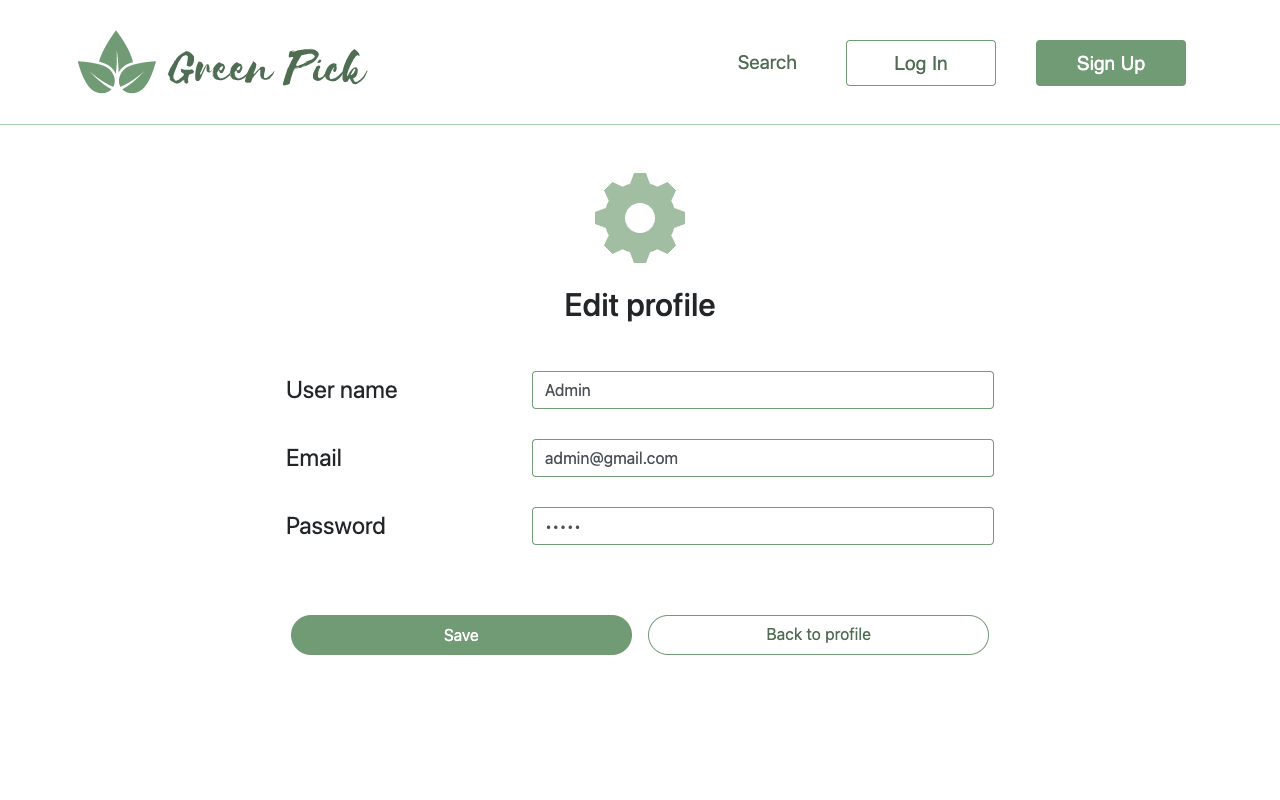 Green Pick
Search
Log In
Sign Up
Edit profile
User name
Admin
Email
admin@gmail.com
Password
•••••
Save
Back to profile